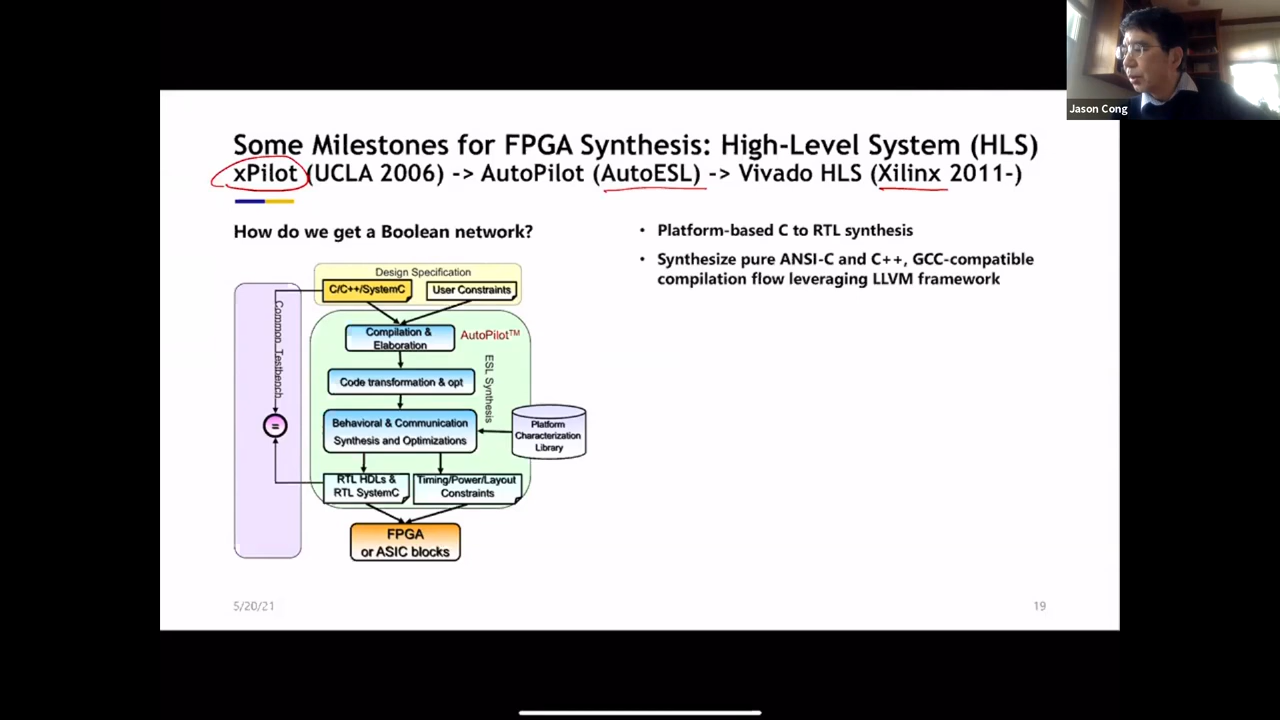 Jason Cong
Some Milestones for FPGA Synthesis: High-Level System (HLS)
xPilot (UCLA 2006) -> AutoPilot (AutoESL) -> Vivado HLS (Xilinx 2011-)
How do we get a Boolean network?
Design Specification
C/C++/SystemC
User Constraints
Common Testbench
=
Compilation &
Elaboration
AutoPilot™
ESL Synthesis
Code transformation & opt
Behavioral & Communication
Synthesis and Optimizations
Platform
Characterization
Library
RTL HDLs &
RTL SystemC
Timing/Power/Layout
Constraints
FPGA
or ASIC blocks
• Platform-based C to RTL synthesis
• Synthesize pure ANSI-C and C++, GCC-compatible
compilation flow leveraging LLVM framework
5/20/21
19